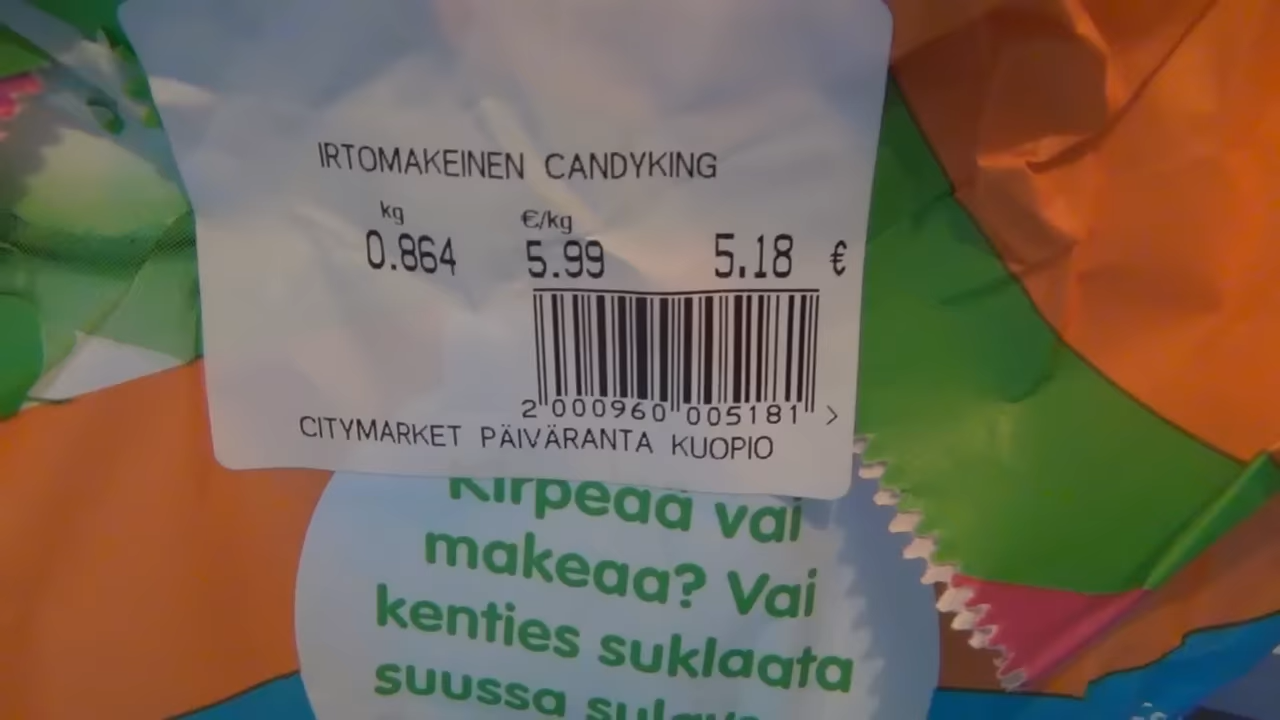 IRTOMAKEINEN CANDYKING
kg €/kg
0.864 5.99 5.18 €
2 000960 005181 >
CITYMARKET PÄIVÄRANTA KUOPIO
Kirpeää vai
makeaa? Vai
kenties suklaata
suussa